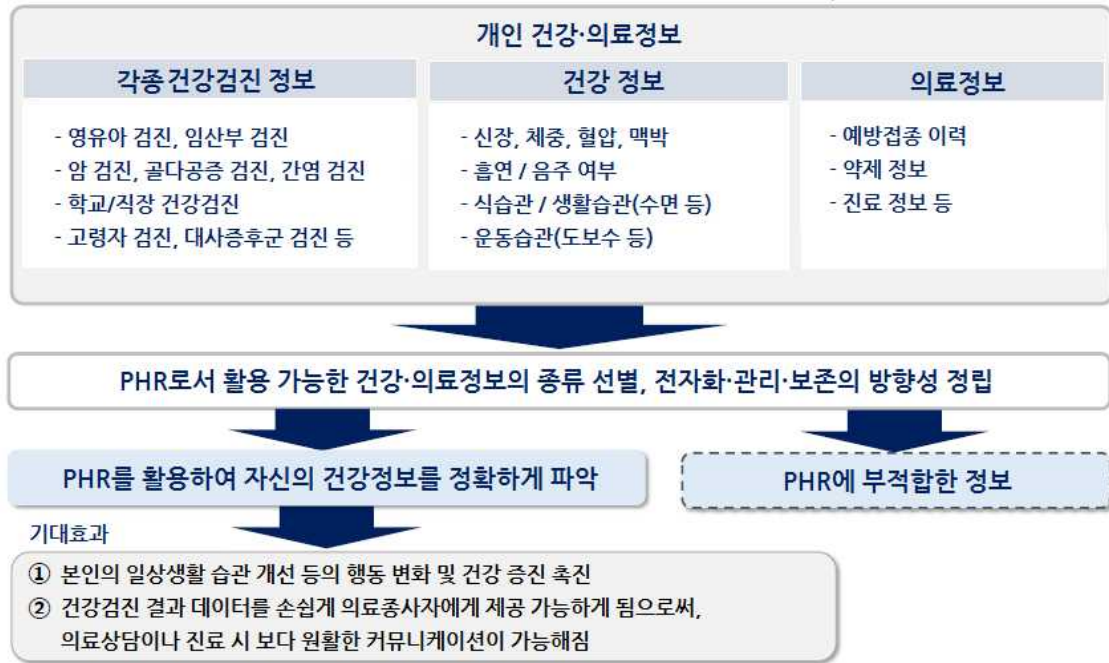 개인 건강·의료정보
각종 건강검진 정보
- 영유아 검진, 임산부 검진
- 암 검진, 골다공증 검진, 간염 검진
- 학교/직장 건강검진
- 고령자 검진, 대사증후군 검진 등
건강 정보
- 신장, 체중, 혈압, 맥박
- 흡연 / 음주 여부
- 식습관 / 생활습관(수면 등)
- 운동습관(도보수 등)
의료정보
- 예방접종 이력
- 약제 정보
- 진료 정보 등
PHR로서 활용 가능한 건강·의료정보의 종류 선별, 전자화·관리·보존의 방향성 정립
PHR를 활용하여 자신의 건강정보를 정확하게 파악
PHR에 부적합한 정보
기대효과
① 본인의 일상생활 습관 개선 등의 행동 변화 및 건강 증진 촉진
② 건강검진 결과 데이터를 손쉽게 의료종사자에게 제공 가능하게 됨으로써,
의료상담이나 진료 시 보다 원활한 커뮤니케이션이 가능해짐